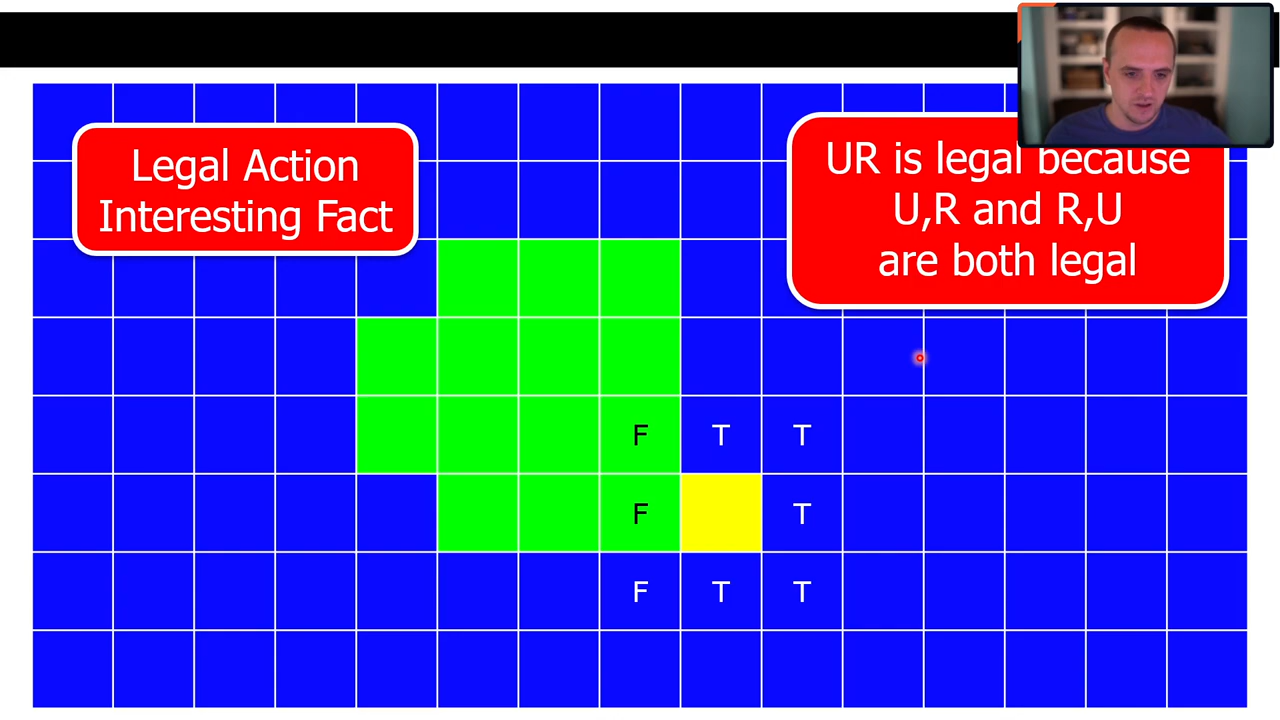 Legal Action
Interesting Fact
UR is legal because
U,R and R,U
are both legal
F T T
F T
F T T